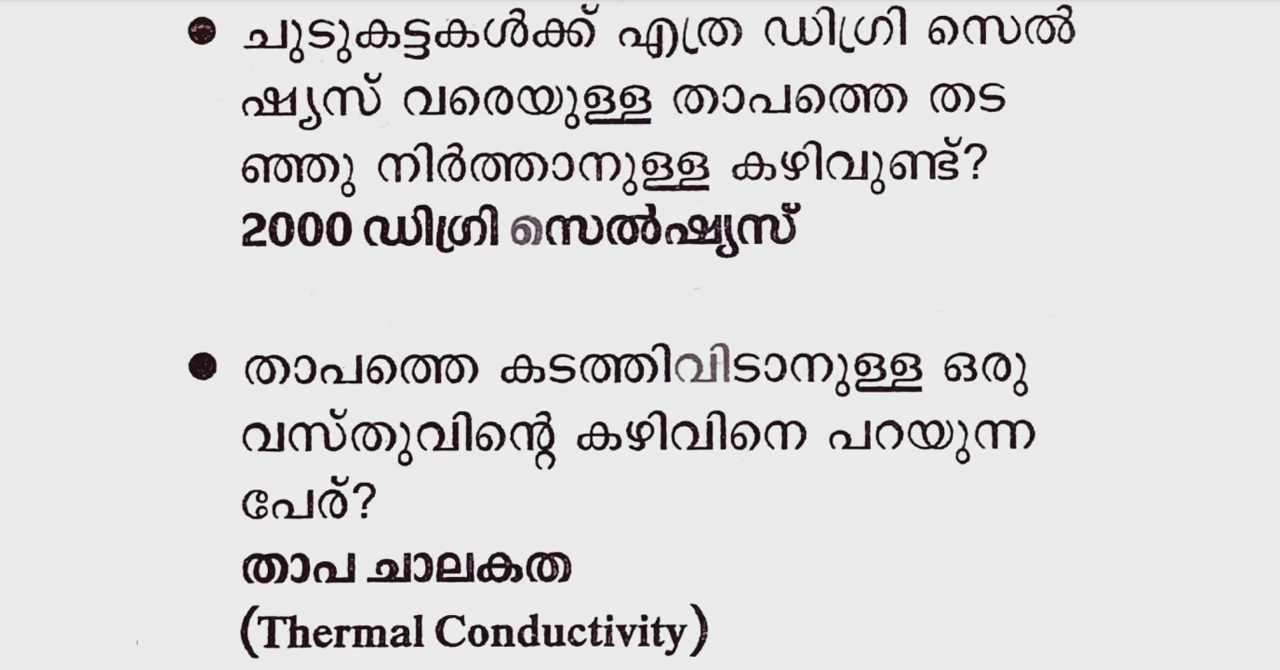 ● ചുടുകട്ടകൾക്ക് എത്ര ഡിഗ്രി സെൽ
ഷ്യസ് വരെയുള്ള താപത്തെ തട
ഞ്ഞു നിർത്താനുള്ള കഴിവുണ്ട്?
2000 ഡിഗ്രി സെൽഷ്യസ്
● താപത്തെ കടത്തിവിടാനുള്ള ഒരു
വസ്തുവിന്റെ കഴിവിനെ പറയുന്ന
പേര്?
താപ ചാലകത
(Thermal Conductivity)